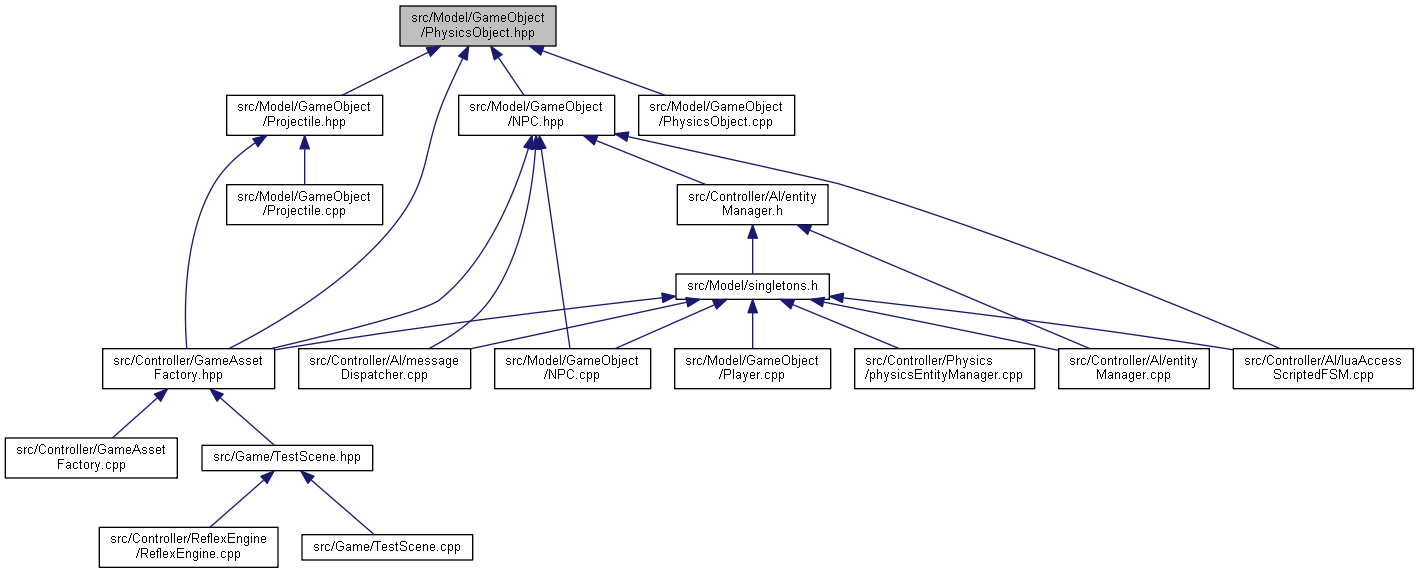 src/Model/GameObject
/PhysicsObject.hpp
src/Model/GameObject
/Projectile.hpp
src/Model/GameObject
/NPC.hpp
src/Model/GameObject
/PhysicsObject.cpp
src/Model/GameObject
/Projectile.cpp
src/Controller/AI/entity
Manager.h
src/Model/singletons.h
src/Controller/GameAsset
Factory.hpp
src/Controller/AI/message
Dispatcher.cpp
src/Model/GameObject
/NPC.cpp
src/Model/GameObject
/Player.cpp
src/Controller/Physics
/physicsEntityManager.cpp
src/Controller/AI/entity
Manager.cpp
src/Controller/AI/luaAccess
ScriptedFSM.cpp
src/Controller/GameAsset
Factory.cpp
src/Game/TestScene.hpp
src/Controller/ReflexEngine
/ReflexEngine.cpp
src/Game/TestScene.cpp